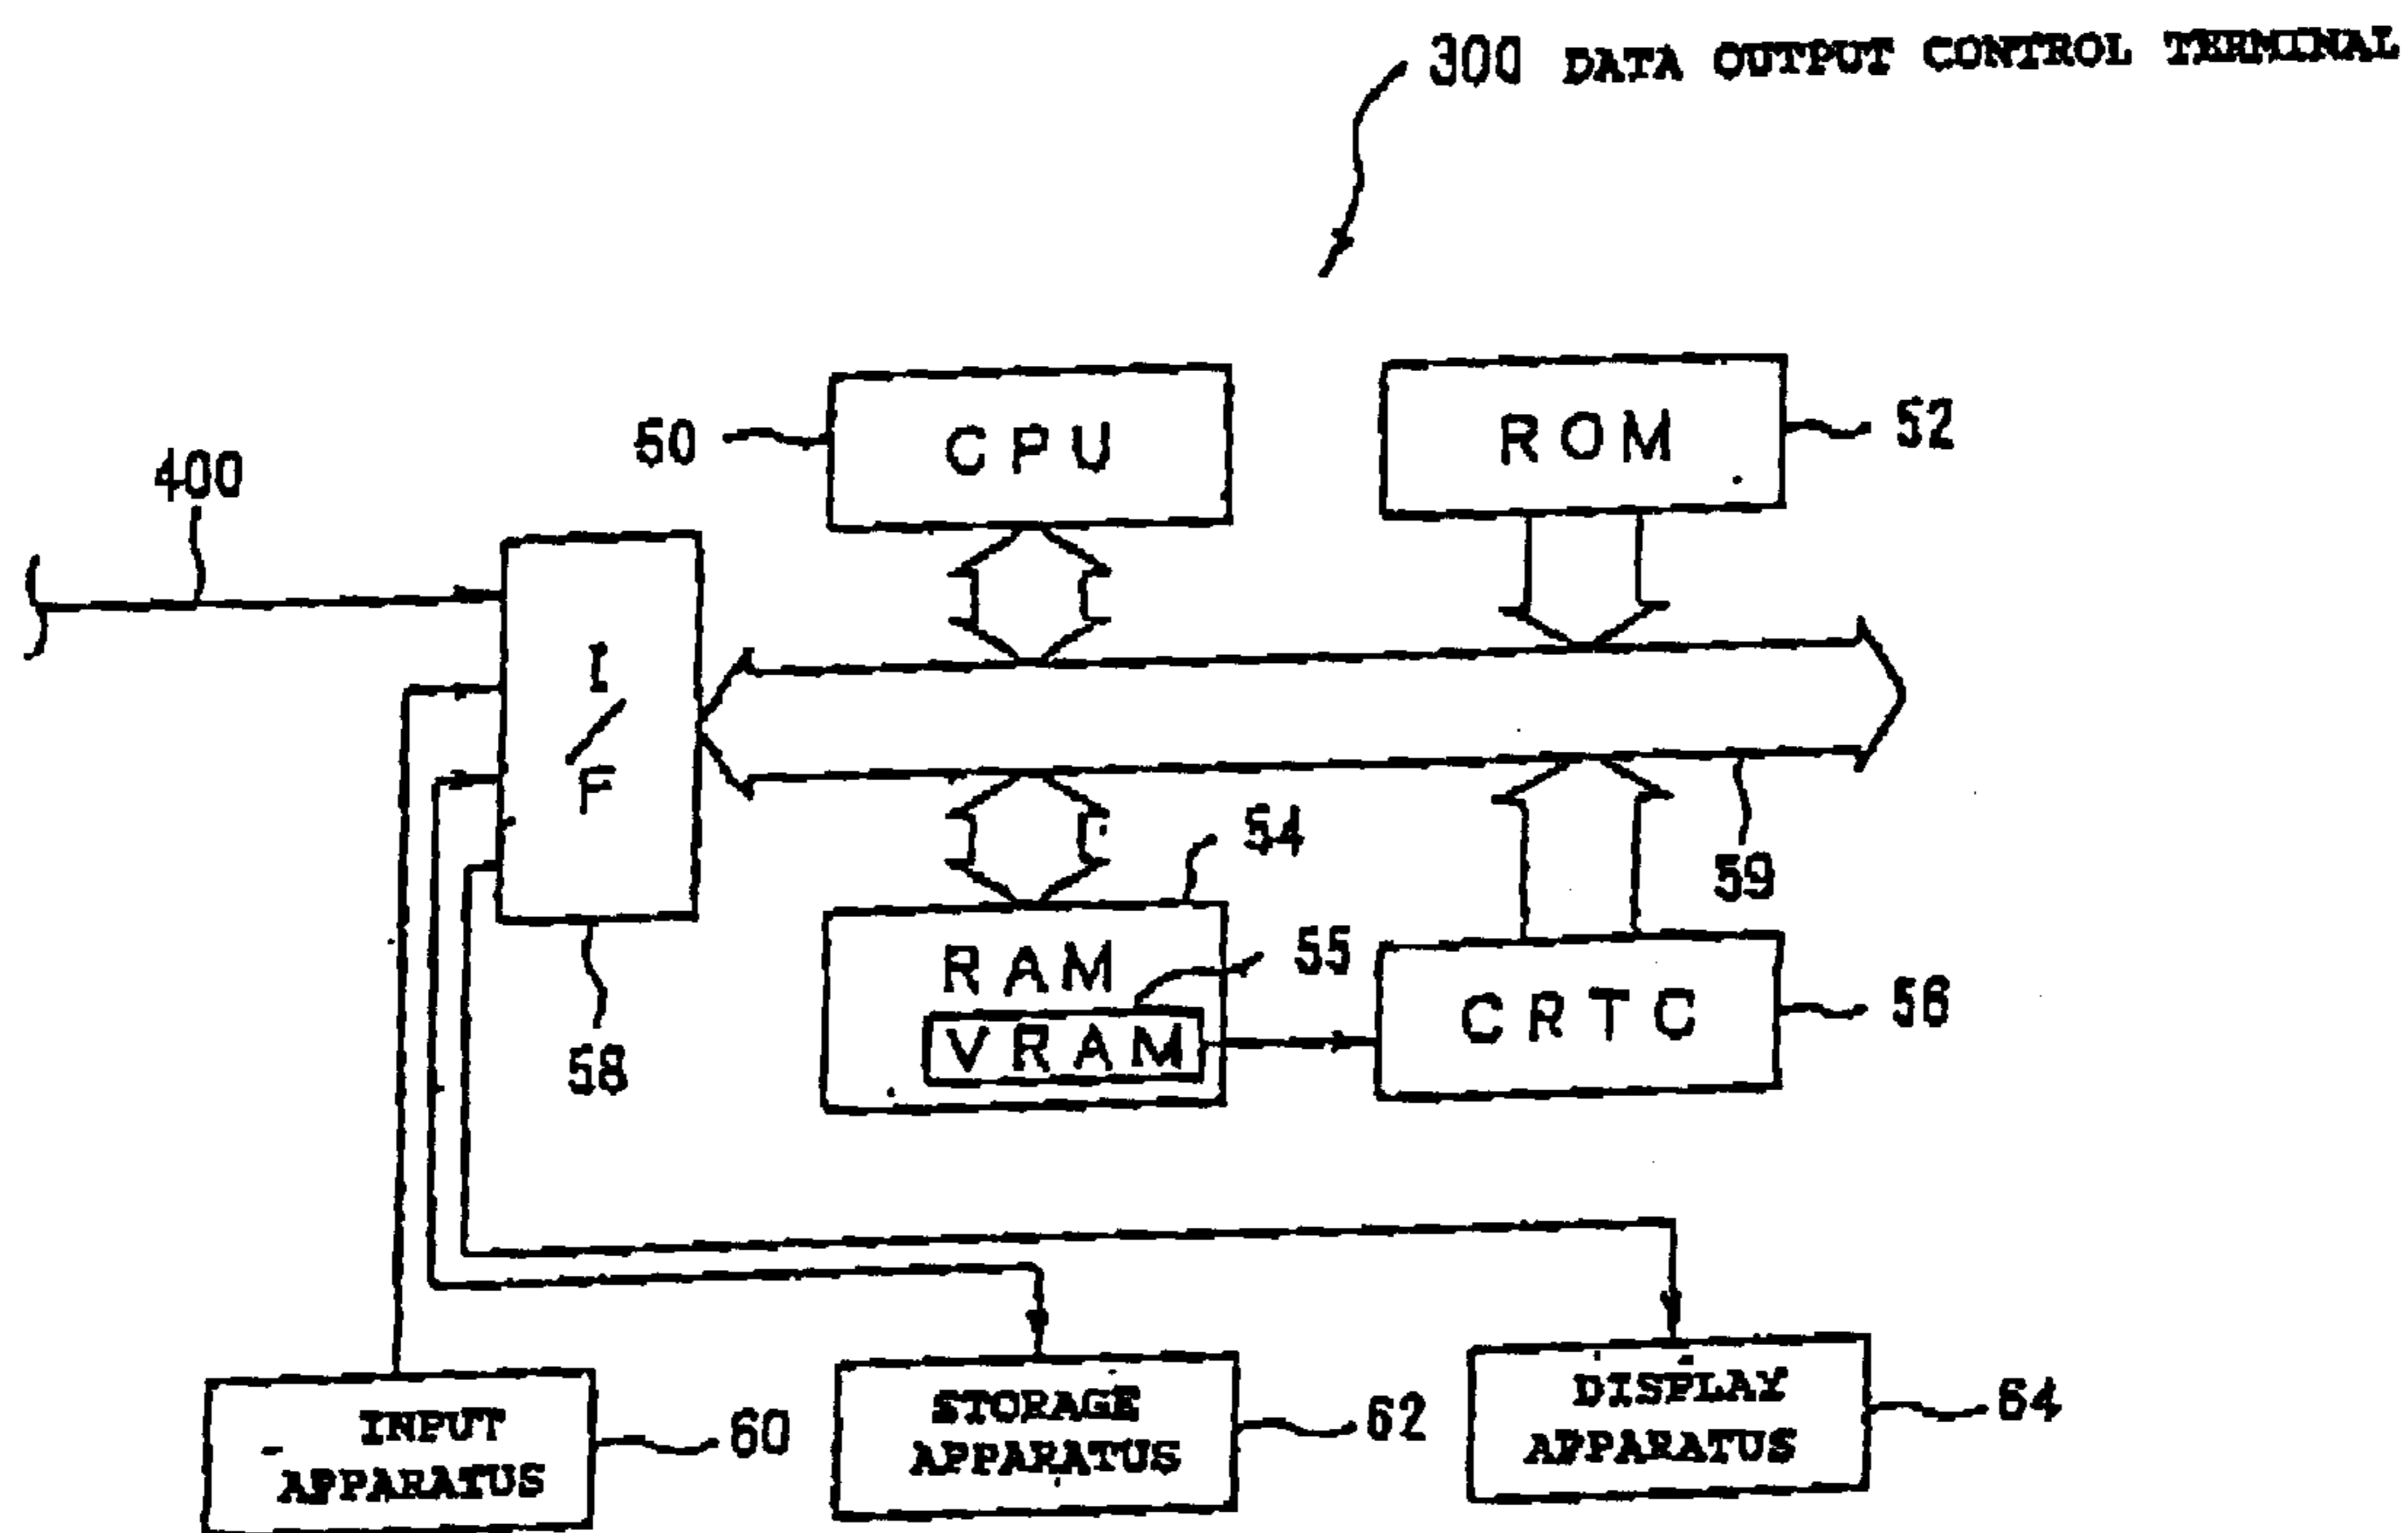 300 DATA OUTPUT CONTROL TERMINAL
50
CPU
ROM
52
400
I/F
54
59
RAM
55
VRAM
CRTC
56
58
INPUT APPARATUS
60
STORAGE APPARATUS
62
DISPLAY APPARATUS
64